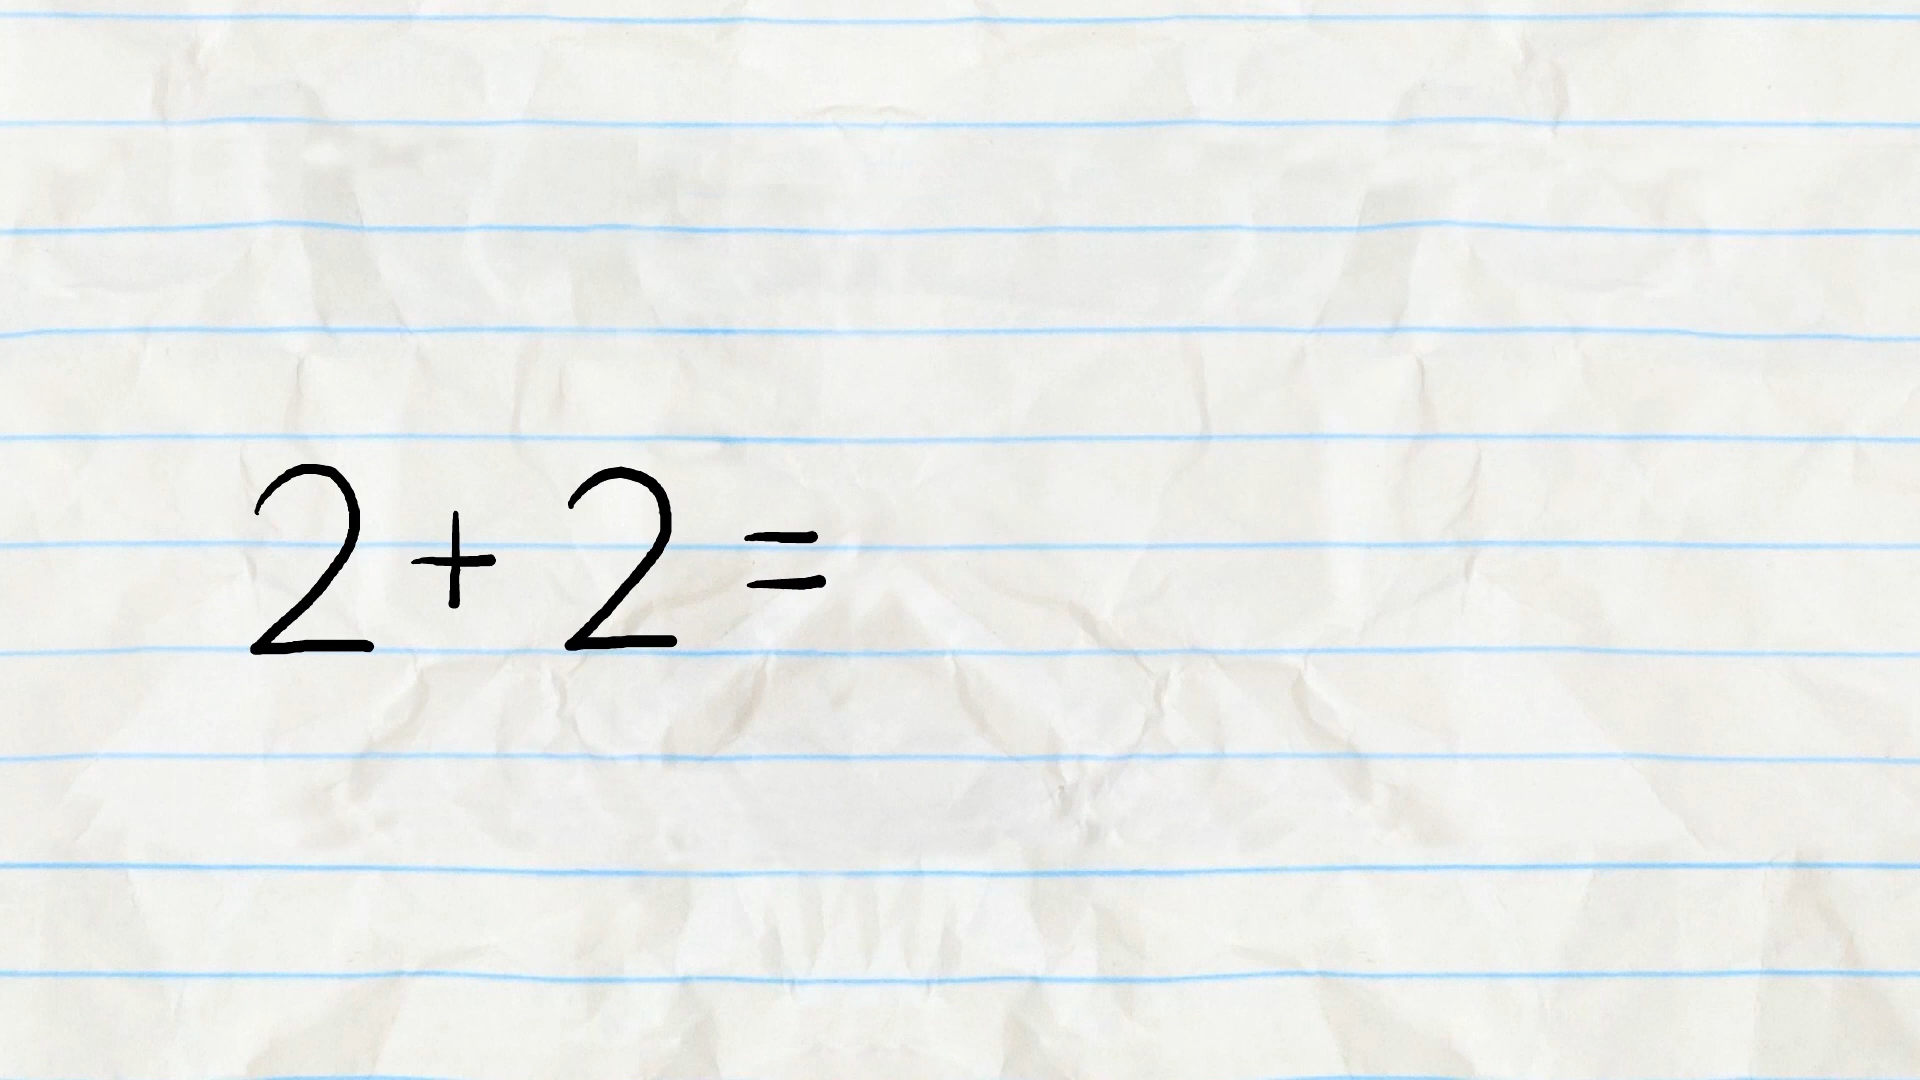 2 + 2 =